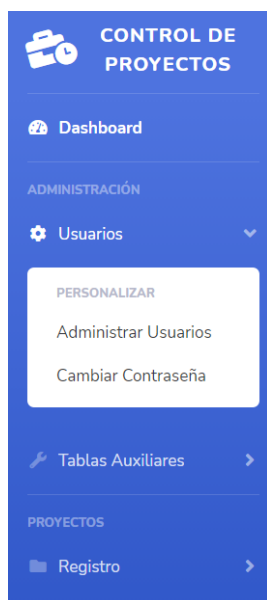 CONTROL DE
PROYECTOS
Dashboard
ADMINISTRACIÓN
Usuarios
PERSONALIZAR
Administrar Usuarios
Cambiar Contraseña
Tablas Auxiliares
PROYECTOS
Registro